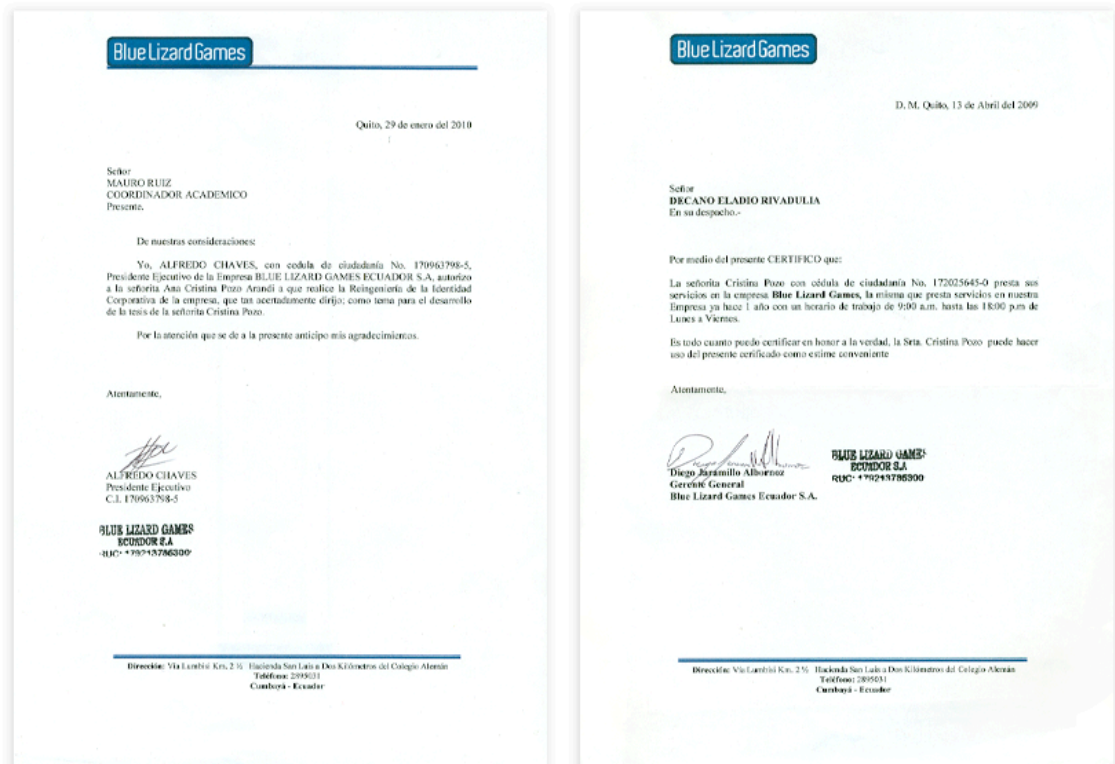 Blue Lizard Games
Quito, 29 de enero del 2010
Señor
MAURO RUIZ
COORDINADOR ACADEMICO
Presente.
De nuestras consideraciones:
Yo, ALFREDO CHAVES, con cedula de ciudadanía No. 170963798-5,
Presidente Ejecutivo de la Empresa BLUE LIZARD GAMES ECUADOR S.A, autorizo
a la señorita Ana Cristina Pozo Arandi a que realice la Reingeniería de la Identidad
Corporativa de la empresa, que tan acertadamente dirijo; como tema para el desarrollo
de la tesis de la señorita Cristina Pozo.
Por la atención que se de a la presente anticipo mis agradecimientos.
Atentamente,
ALFREDO CHAVES
Presidente Ejecutivo
C.I. 170963798-5
BLUE LIZARD GAMES
ECUADOR S.A
RUC:
Dirección: Via Lumbisi Km. 2 ½ Hacienda San Luis a Dos Kilómetros del Colegio Alemán
Teléfono: 2895031
Cumbayá - Ecuador
Blue Lizard Games
D. M. Quito, 13 de Abril del 2009
Señor
DECANO ELADIO RIVADULIA
En su despacho.-
Por medio del presente CERTIFICO que:
La señorita Cristina Pozo con cédula de ciudadanía No. 172025645-0 presta sus
servicios en la empresa Blue Lizard Games, la misma que presta servicios en nuestra
Empresa ya hace 1 año con un horario de trabajo de 9:00 a.m. hasta las 18:00 p.m de
Lunes a Viernes.
Es todo cuanto puedo certificar en honor a la verdad, la Srta. Cristina Pozo puede hacer
uso del presente cerificado como estime conveniente
Atentamente,
Diego Jaramillo Albornoz
Gerente General
Blue Lizard Games Ecuador S.A.
BLUE LIZARD GAMES
ECUADOR S.A
RUC:
Dirección: Via Lumbisi Km. 2 ½ Hacienda San Luis a Dos Kilómetros del Colegio Alemán
Teléfono: 2895031
Cumbayá - Ecuador